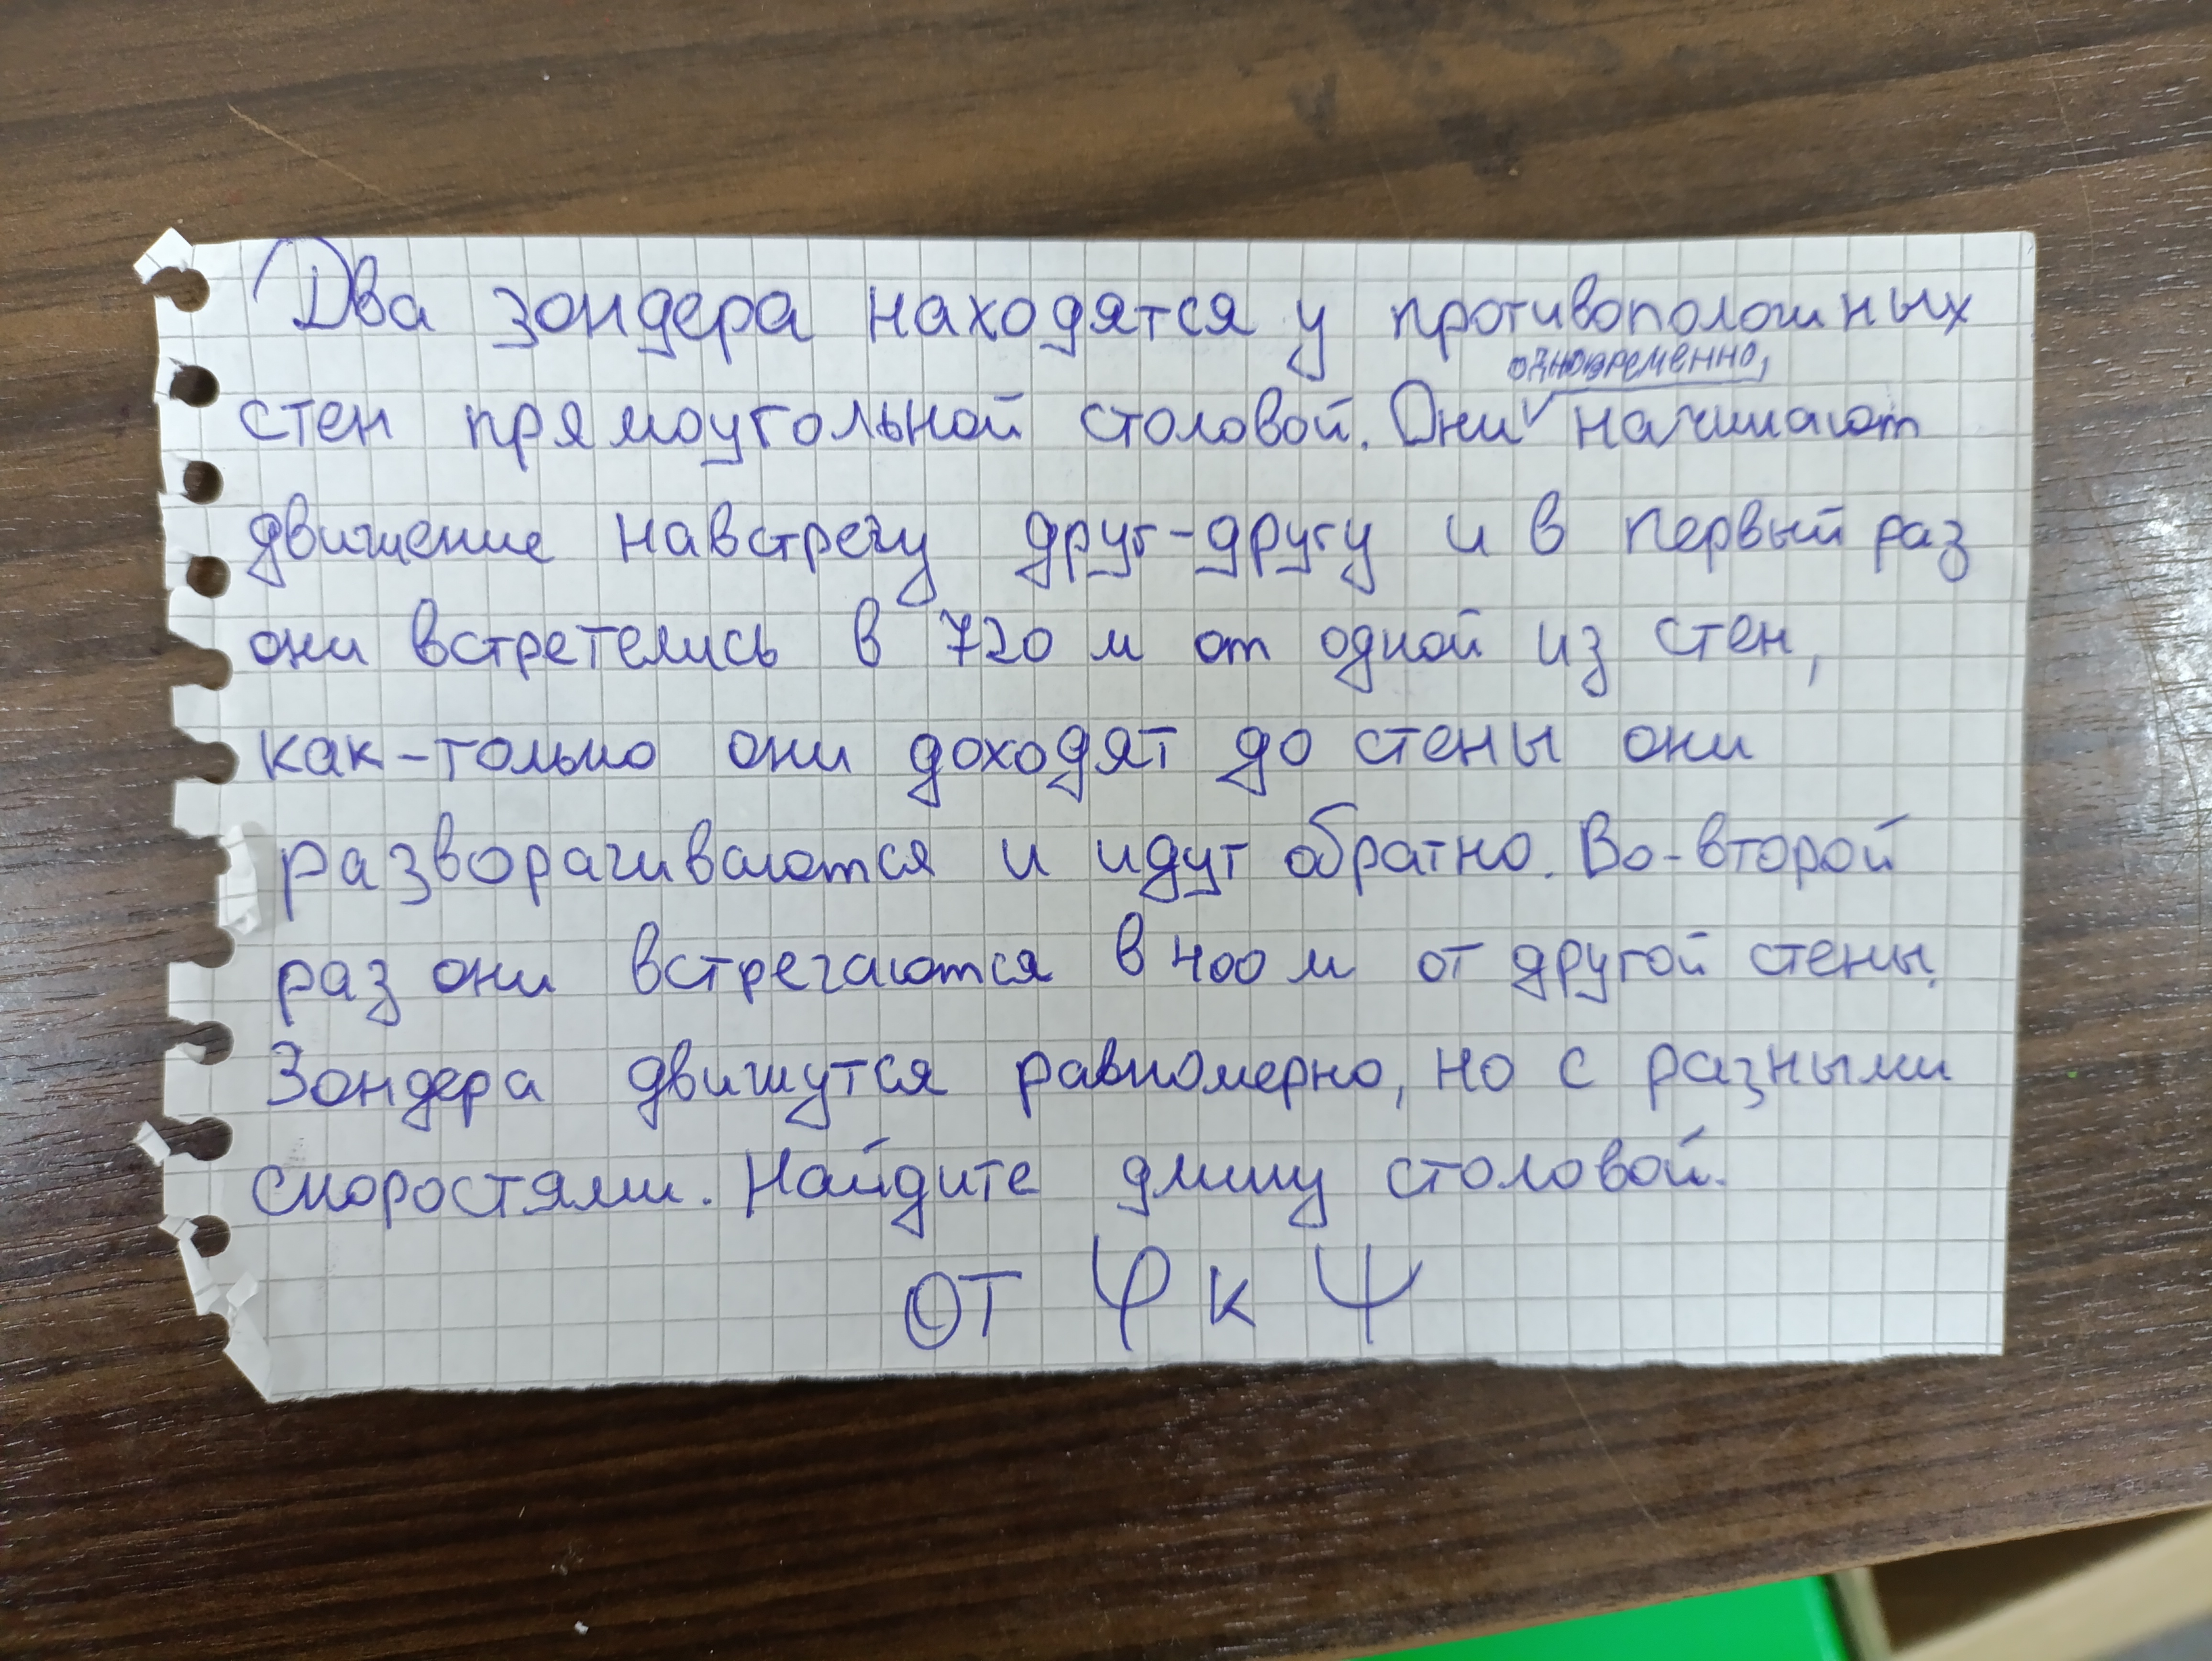 Два зондера находятся у противоположных
одновременно,
стен прямоугольной столовой. Они начинают
движение навстречу друг-другу и в первый раз
они встретелись в 720 м от одной из стен,
как-только они доходят до стены они
разворачиваются и идут обратно. Во-второй
раз они встречаются в 400 м от другой стены.
Зондера движутся равномерно, но с разными
скоростями. Найдите длину столовой.
от φ к ψ